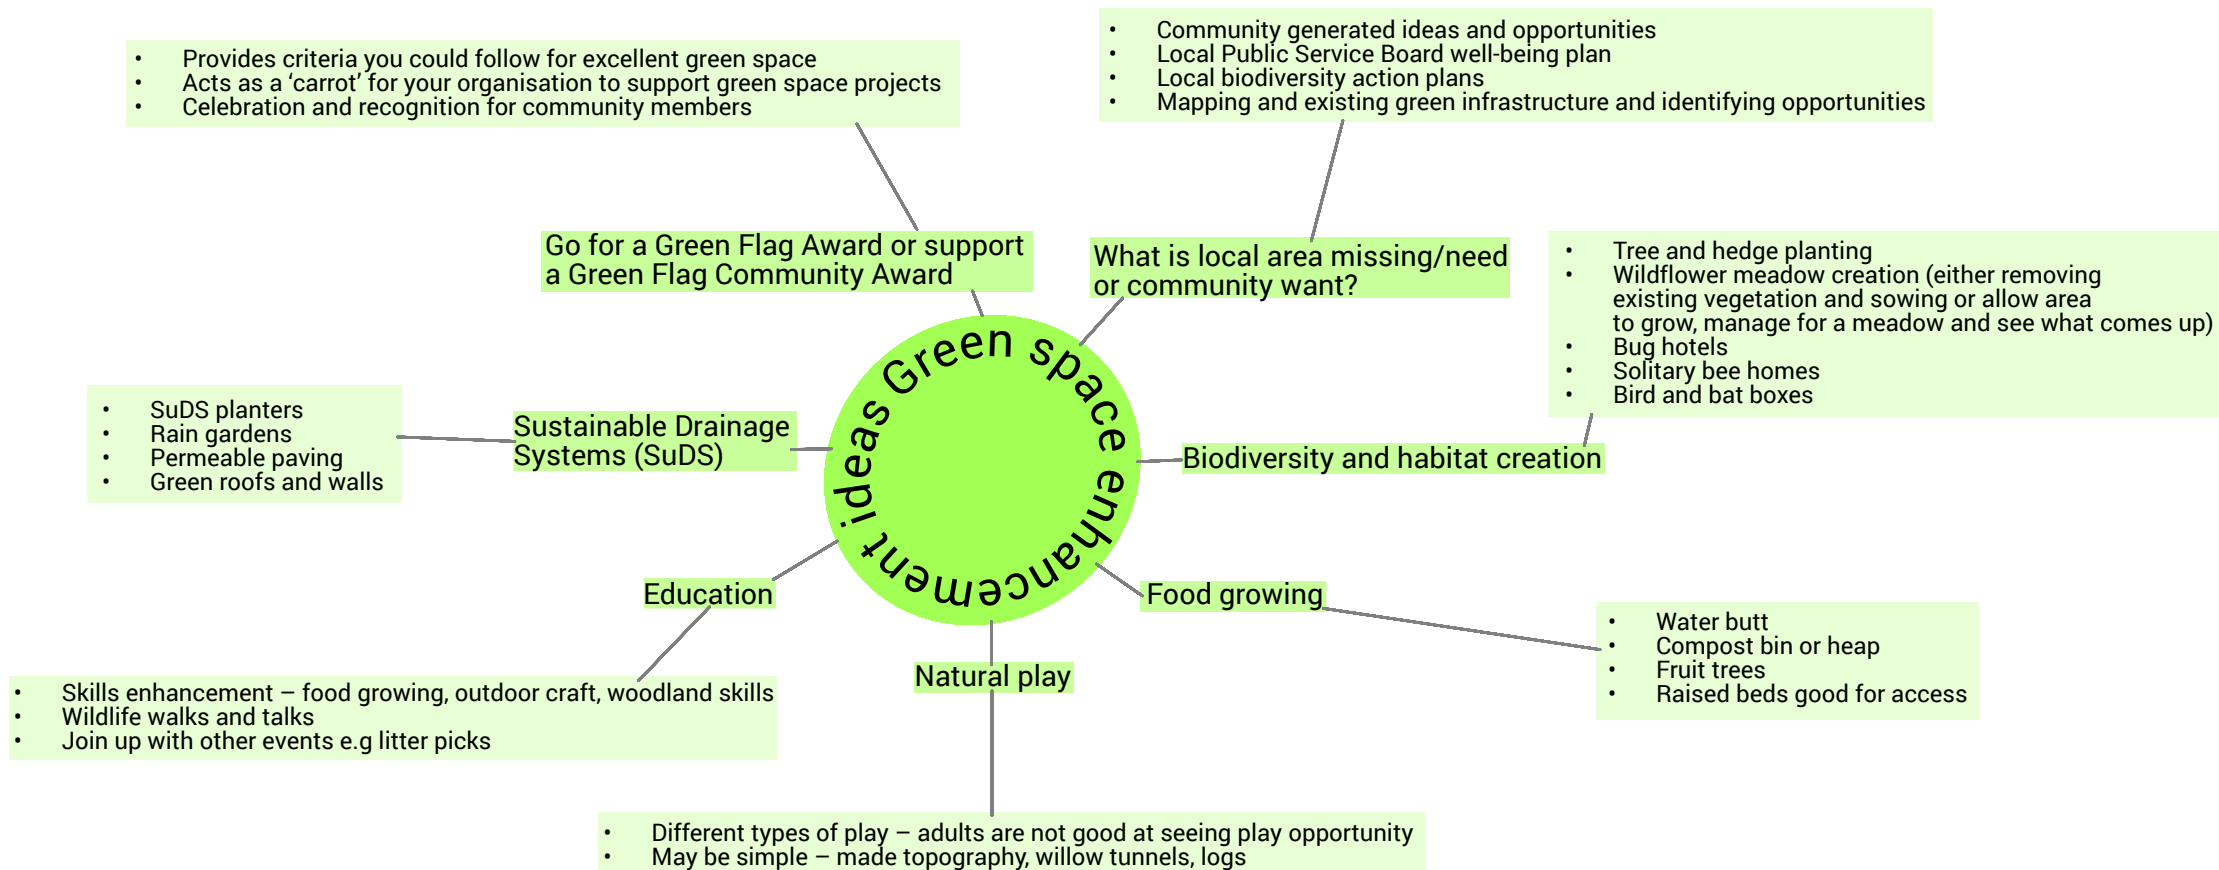 • Provides criteria you could follow for excellent green space
• Acts as a ‘carrot’ for your organisation to support green space projects
• Celebration and recognition for community members
• Community generated ideas and opportunities
• Local Public Service Board well-being plan
• Local biodiversity action plans
• Mapping and existing green infrastructure and identifying opportunities
Go for a Green Flag Award or support
a Green Flag Community Award
What is local area missing/need
or community want?
• Tree and hedge planting
• Wildflower meadow creation (either removing
existing vegetation and sowing or allow area
to grow, manage for a meadow and see what comes up)
• Bug hotels
• Solitary bee homes
• Bird and bat boxes
Green space enhancement ideas
• SuDS planters
• Rain gardens
• Permeable paving
• Green roofs and walls
Sustainable Drainage
Systems (SuDS)
Biodiversity and habitat creation
Education
Food growing
• Water butt
• Compost bin or heap
• Fruit trees
• Raised beds good for access
Natural play
• Skills enhancement – food growing, outdoor craft, woodland skills
• Wildlife walks and talks
• Join up with other events e.g litter picks
• Different types of play – adults are not good at seeing play opportunity
• May be simple – made topography, willow tunnels, logs